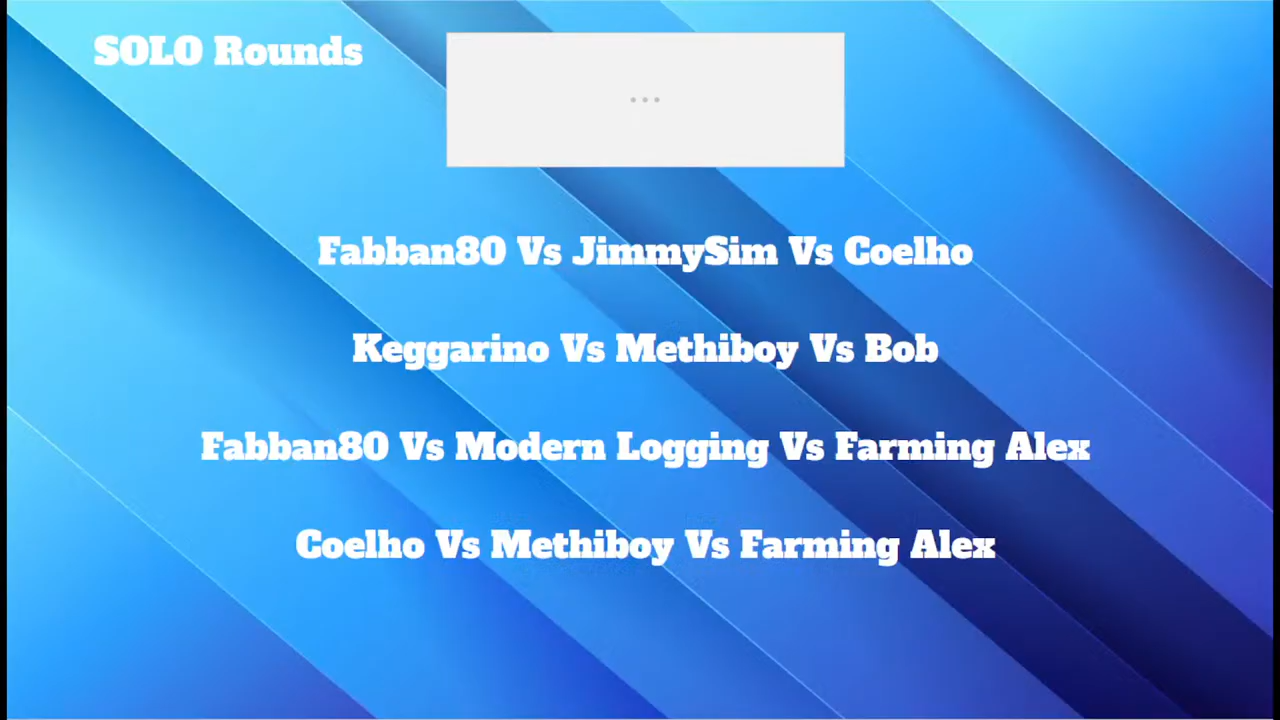 SOLO Rounds
...
Fabban80 Vs JimmySim Vs Coelho
Keggarino Vs Methiboy Vs Bob
Fabban80 Vs Modern Logging Vs Farming Alex
Coelho Vs Methiboy Vs Farming Alex